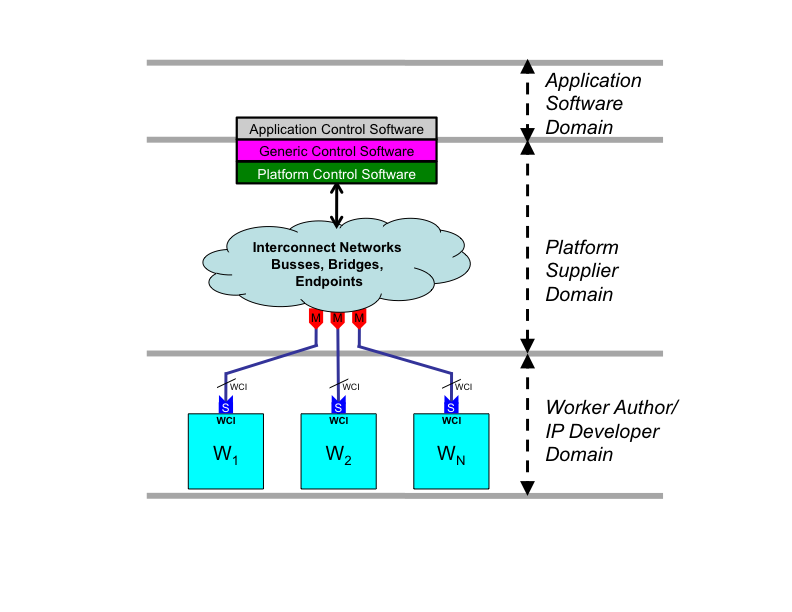 Application
Software
Domain
Application Control Software
Generic Control Software
Platform Control Software
Interconnect Networks
Busses, Bridges,
Endpoints
Platform
Supplier
Domain
M M M
WCI WCI WCI
S S S
WCI WCI WCI
W1 W2 WN
Worker Author/
IP Developer
Domain